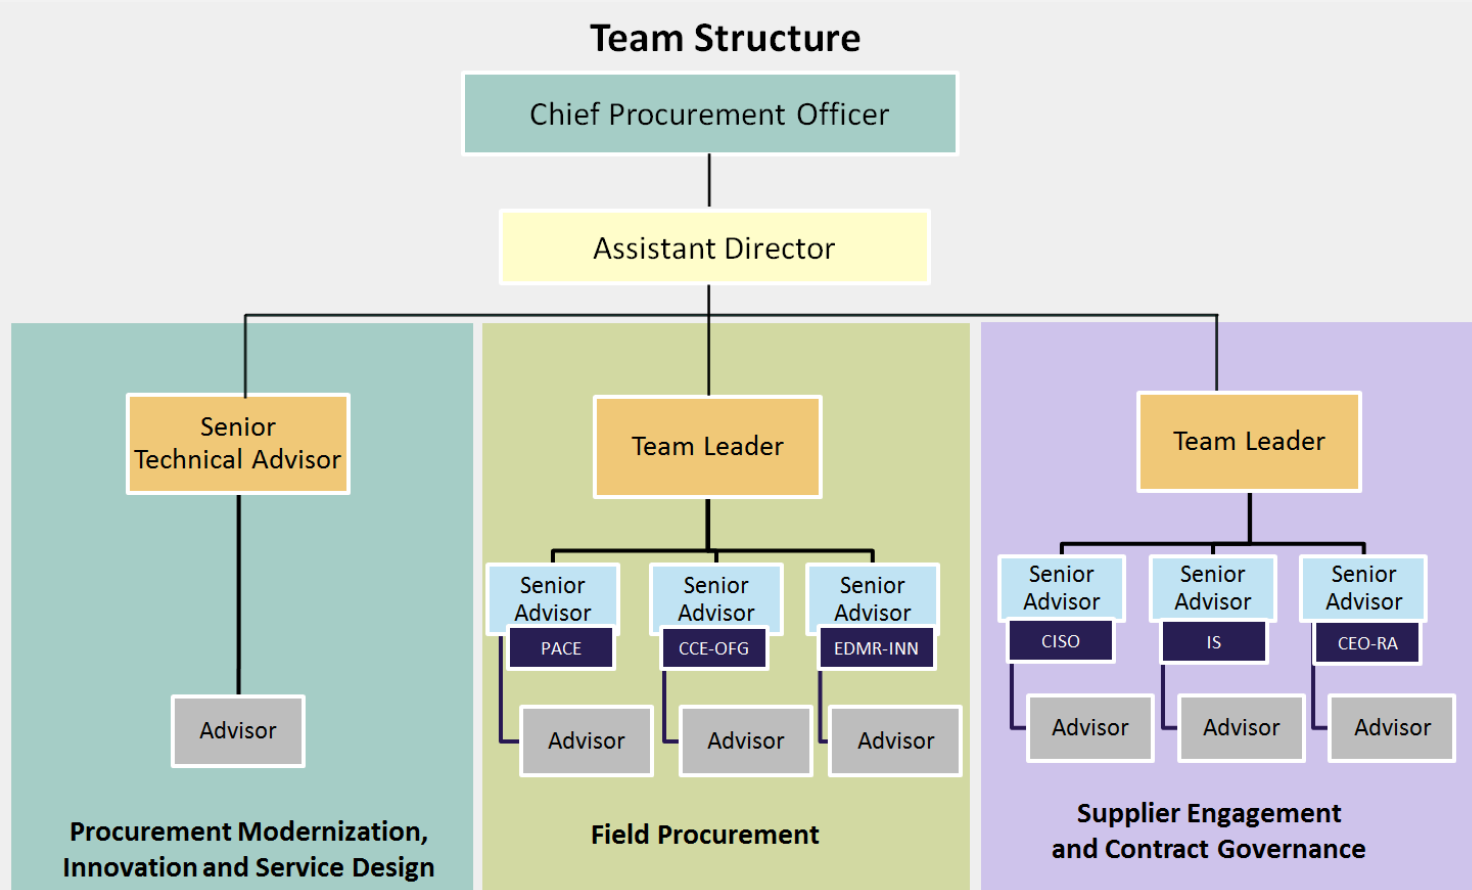 Team Structure
Chief Procurement Officer
Assistant Director
Senior
Technical Advisor
Advisor
Procurement Modernization,
Innovation and Service Design
Team Leader
Senior
Advisor
PACE
Advisor
Senior
Advisor
CCE-OFG
Advisor
Senior
Advisor
EDMR-INN
Advisor
Field Procurement
Team Leader
Senior
Advisor
CISO
Advisor
Senior
Advisor
IS
Advisor
Senior
Advisor
CEO-RA
Advisor
Supplier Engagement
and Contract Governance